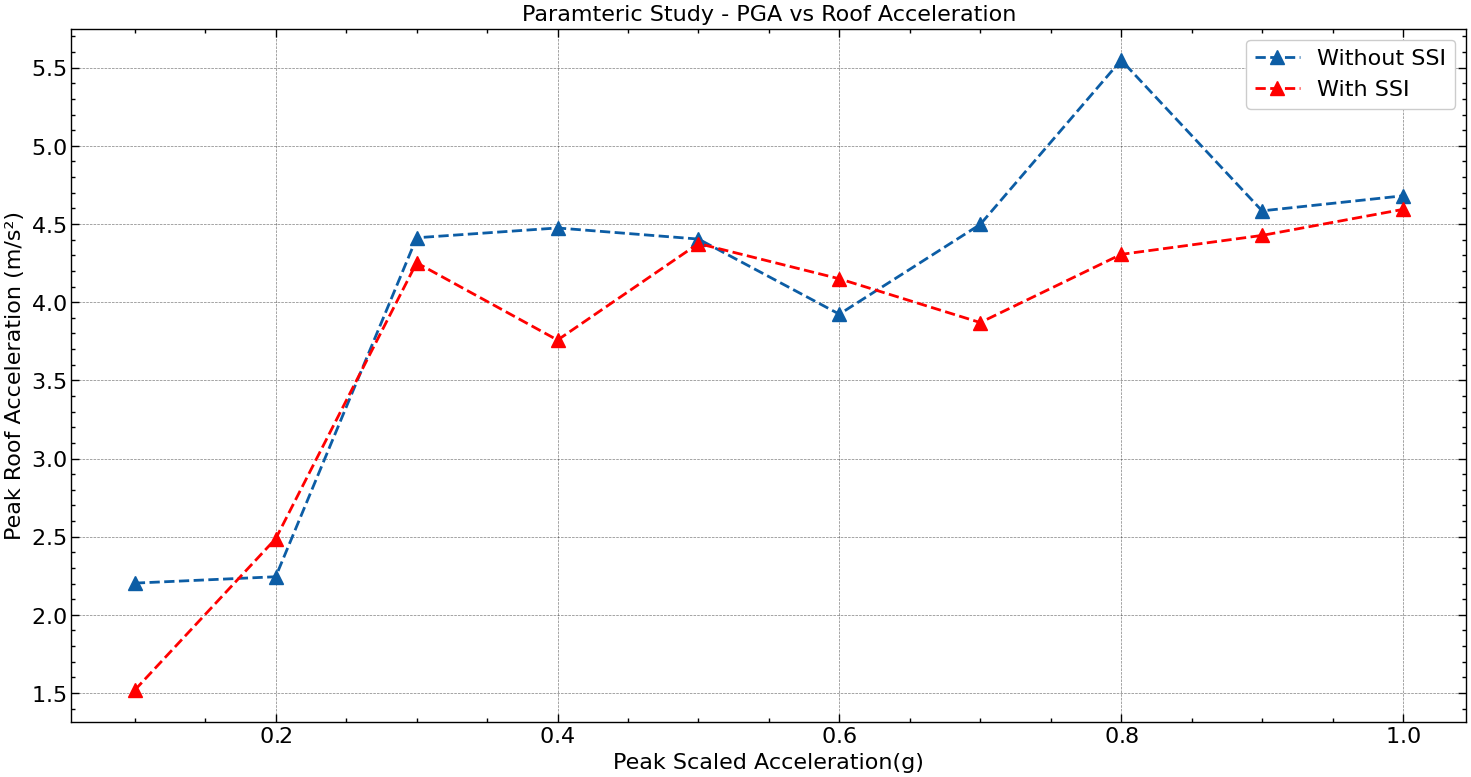 Paramteric Study - PGA vs Roof Acceleration
Without SSI
With SSI
Peak Roof Acceleration (m/s²)
5.5
5.0
4.5
4.0
3.5
3.0
2.5
2.0
1.5
0.2
0.4
0.6
0.8
1.0
Peak Scaled Acceleration(g)